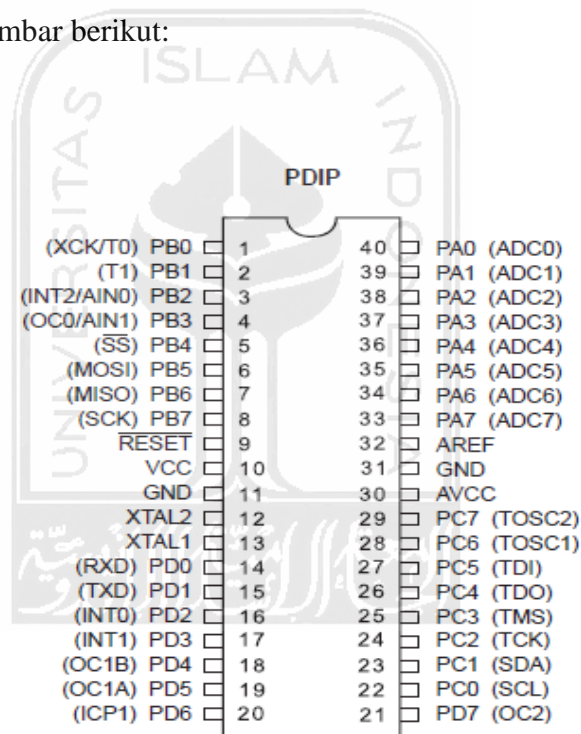 mbar berikut:
ISLAM
UNIVERSITAS
INDONESIA
PDIP
(XCK/T0) PB0 1 40 PA0 (ADC0)
(T1) PB1 2 39 PA1 (ADC1)
(INT2/AIN0) PB2 3 38 PA2 (ADC2)
(OC0/AIN1) PB3 4 37 PA3 (ADC3)
(SS) PB4 5 36 PA4 (ADC4)
(MOSI) PB5 6 35 PA5 (ADC5)
(MISO) PB6 7 34 PA6 (ADC6)
(SCK) PB7 8 33 PA7 (ADC7)
RESET 9 32 AREF
VCC 10 31 GND
GND 11 30 AVCC
XTAL2 12 29 PC7 (TOSC2)
XTAL1 13 28 PC6 (TOSC1)
(RXD) PD0 14 27 PC5 (TDI)
(TXD) PD1 15 26 PC4 (TDO)
(INT0) PD2 16 25 PC3 (TMS)
(INT1) PD3 17 24 PC2 (TCK)
(OC1B) PD4 18 23 PC1 (SDA)
(OC1A) PD5 19 22 PC0 (SCL)
(ICP1) PD6 20 21 PD7 (OC2)